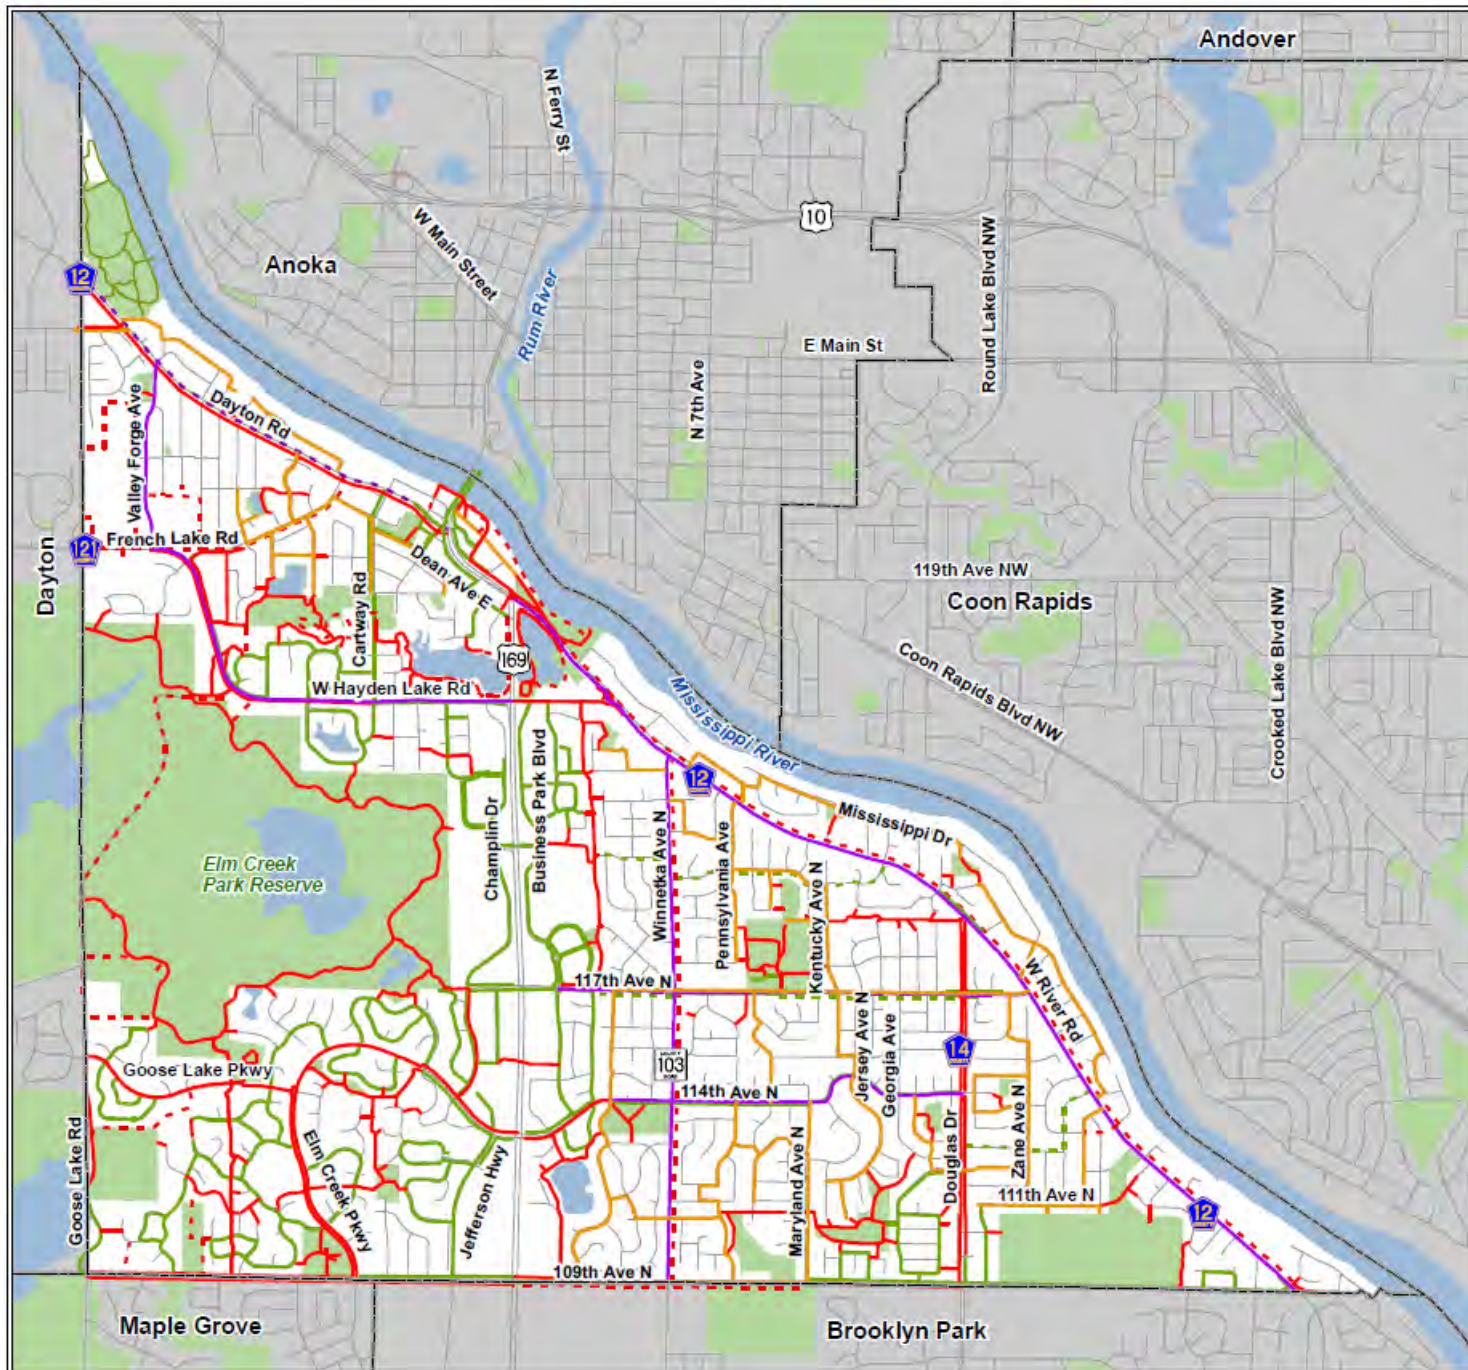 Andover
N Ferry St
10
W Main Street
Anoka
12
Rum River
Round Lake Blvd NW
E Main St
N 7th Ave
Valley Forge Ave
Dayton Rd
French Lake Rd
121
Dayton
Dean Ave E
Cartway Rd
119th Ave NW
Coon Rapids
Crooked Lake Blvd NW
169
Coon Rapids Blvd NW
W Hayden Lake Rd
Mississippi River
12
Business Park Blvd
Champlin Dr
Winnetka Ave N
Pennsylvania Ave
Mississippi Dr
Elm Creek
Park Reserve
Kentucky Ave N
117th Ave N
W River Rd
Jersey Ave N
Georgia Ave
14
103
Goose Lake Pkwy
114th Ave N
Goose Lake Rd
Elm Creek Pkwy
Jefferson Hwy
Maryland Ave N
Douglas Dr
Zane Ave N
111th Ave N
12
109th Ave N
Maple Grove
Brooklyn Park